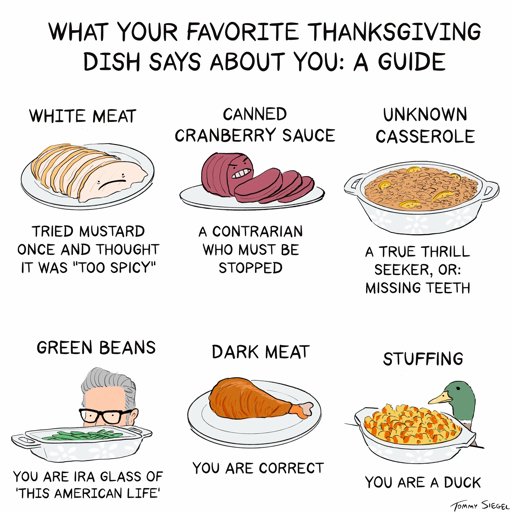 WHAT YOUR FAVORITE THANKSGIVING
DISH SAYS ABOUT YOU: A GUIDE
WHITE MEAT
TRIED MUSTARD
ONCE AND THOUGHT
IT WAS "TOO SPICY"
CANNED
CRANBERRY SAUCE
A CONTRARIAN
WHO MUST BE
STOPPED
UNKNOWN
CASSEROLE
A TRUE THRILL
SEEKER, OR:
MISSING TEETH
GREEN BEANS
YOU ARE IRA GLASS OF
'THIS AMERICAN LIFE'
DARK MEAT
YOU ARE CORRECT
STUFFING
YOU ARE A DUCK
TOMMY SIEGEL